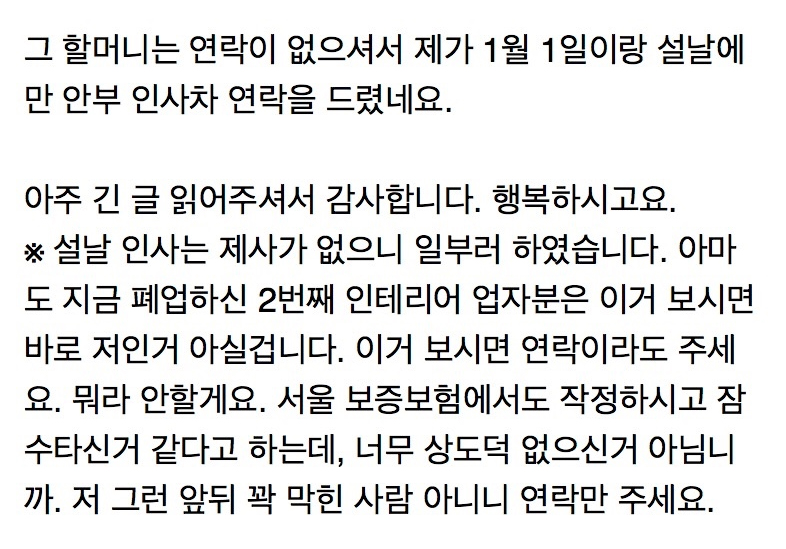 그 할머니는 연락이 없으셔서 제가 1월 1일이랑 설날에
만 안부 인사차 연락을 드렸네요.
아주 긴 글 읽어주셔서 감사합니다. 행복하시고요.
※ 설날 인사는 제사가 없으니 일부러 하였습니다. 아마
도 지금 폐업하신 2번째 인테리어 업자분은 이거 보시면
바로 저인거 아실겁니다. 이거 보시면 연락이라도 주세
요. 뭐라 안할게요. 서울 보증보험에서도 작정하시고 잠
수타신거 같다고 하는데, 너무 상도덕 없으신거 아님니
까. 저 그런 앞뒤 꽉 막힌 사람 아니니 연락만 주세요.